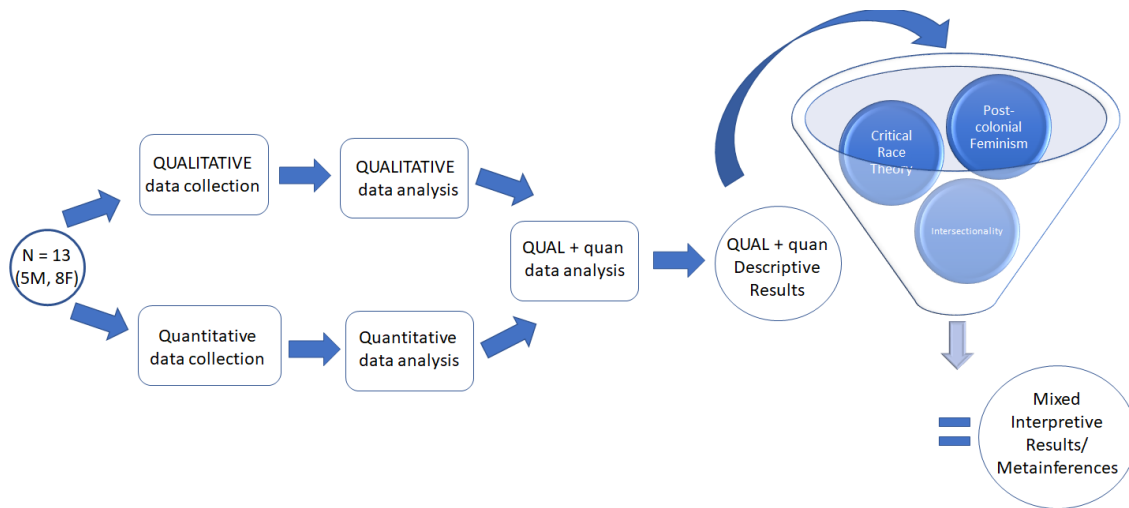 N = 13
(5M, 8F)
QUALITATIVE
data collection
QUALITATIVE
data analysis
Quantitative
data collection
Quantitative
data analysis
QUAL + quan
data analysis
QUAL + quan
Descriptive
Results
Critical
Race
Theory
Post-
colonial
Feminism
Intersectionality
Mixed
Interpretive
Results/
Metainferences